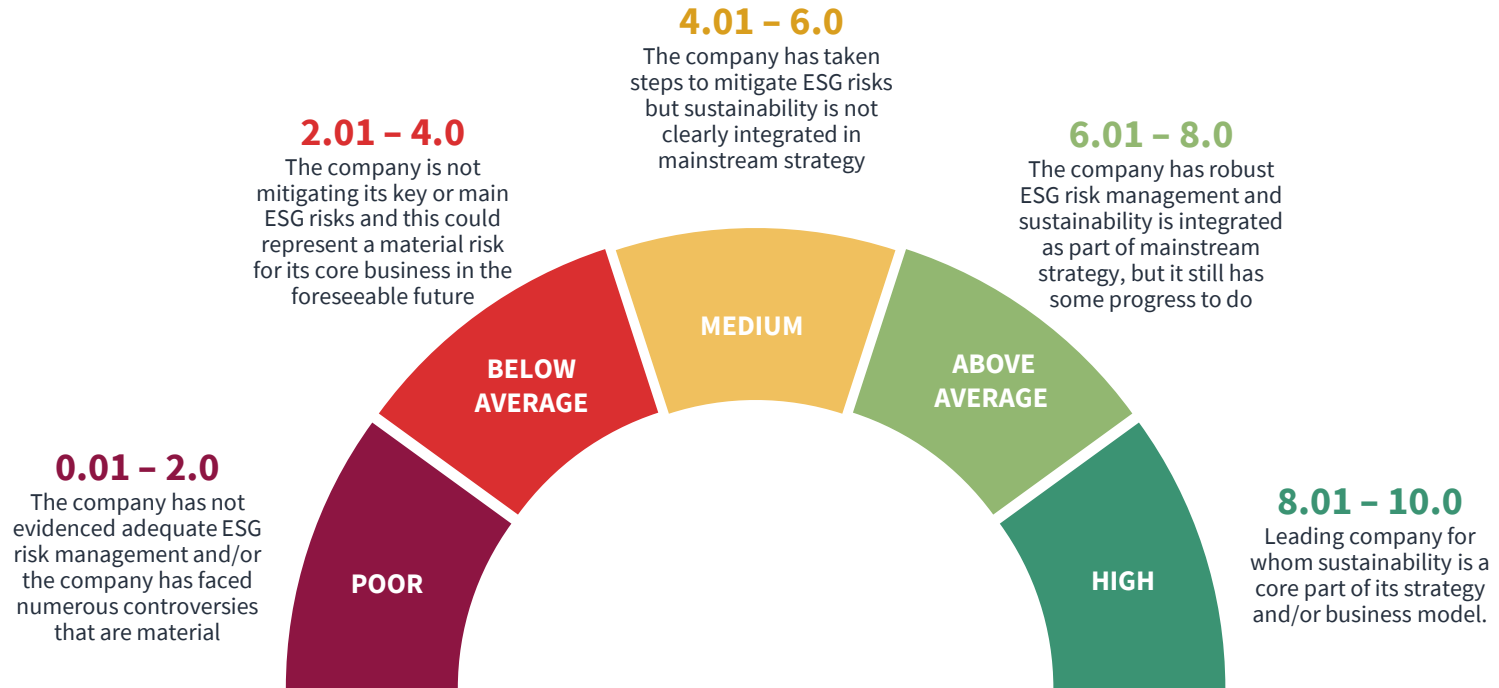 4.01 – 6.0
The company has taken
steps to mitigate ESG risks
but sustainability is not
clearly integrated in
mainstream strategy
2.01 – 4.0
The company is not
mitigating its key or main
ESG risks and this could
represent a material risk
for its core business in the
foreseeable future
6.01 – 8.0
The company has robust
ESG risk management and
sustainability is integrated
as part of mainstream
strategy, but it still has
some progress to do
MEDIUM
BELOW
AVERAGE
ABOVE
AVERAGE
0.01 – 2.0
The company has not
evidenced adequate ESG
risk management and/or
the company has faced
numerous controversies
that are material
POOR
HIGH
8.01 – 10.0
Leading company for
whom sustainability is a
core part of its strategy
and/or business model.